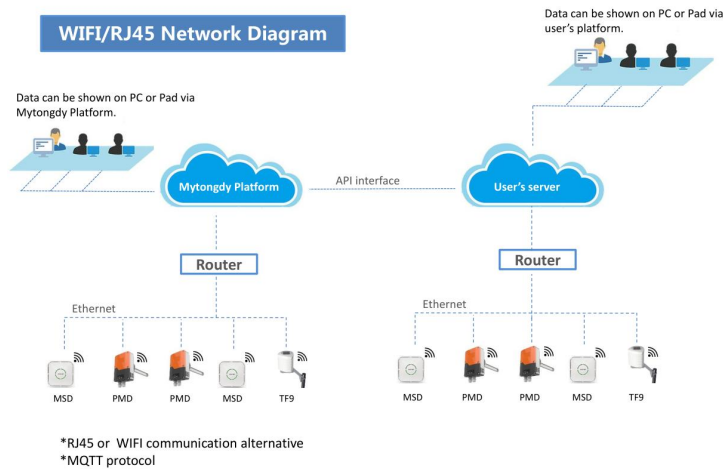 Data can be shown on PC or Pad via
user's platform.
WIFI/RJ45 Network Diagram
Data can be shown on PC or Pad via
Mytongdy Platform.
Mytongdy Platform
API interface
User's server
Router
Router
Ethernet
Ethernet
MSD PMD PMD MSD TF9
MSD PMD PMD MSD TF9
*RJ45 or WIFI communication alternative
*MQTT protocol